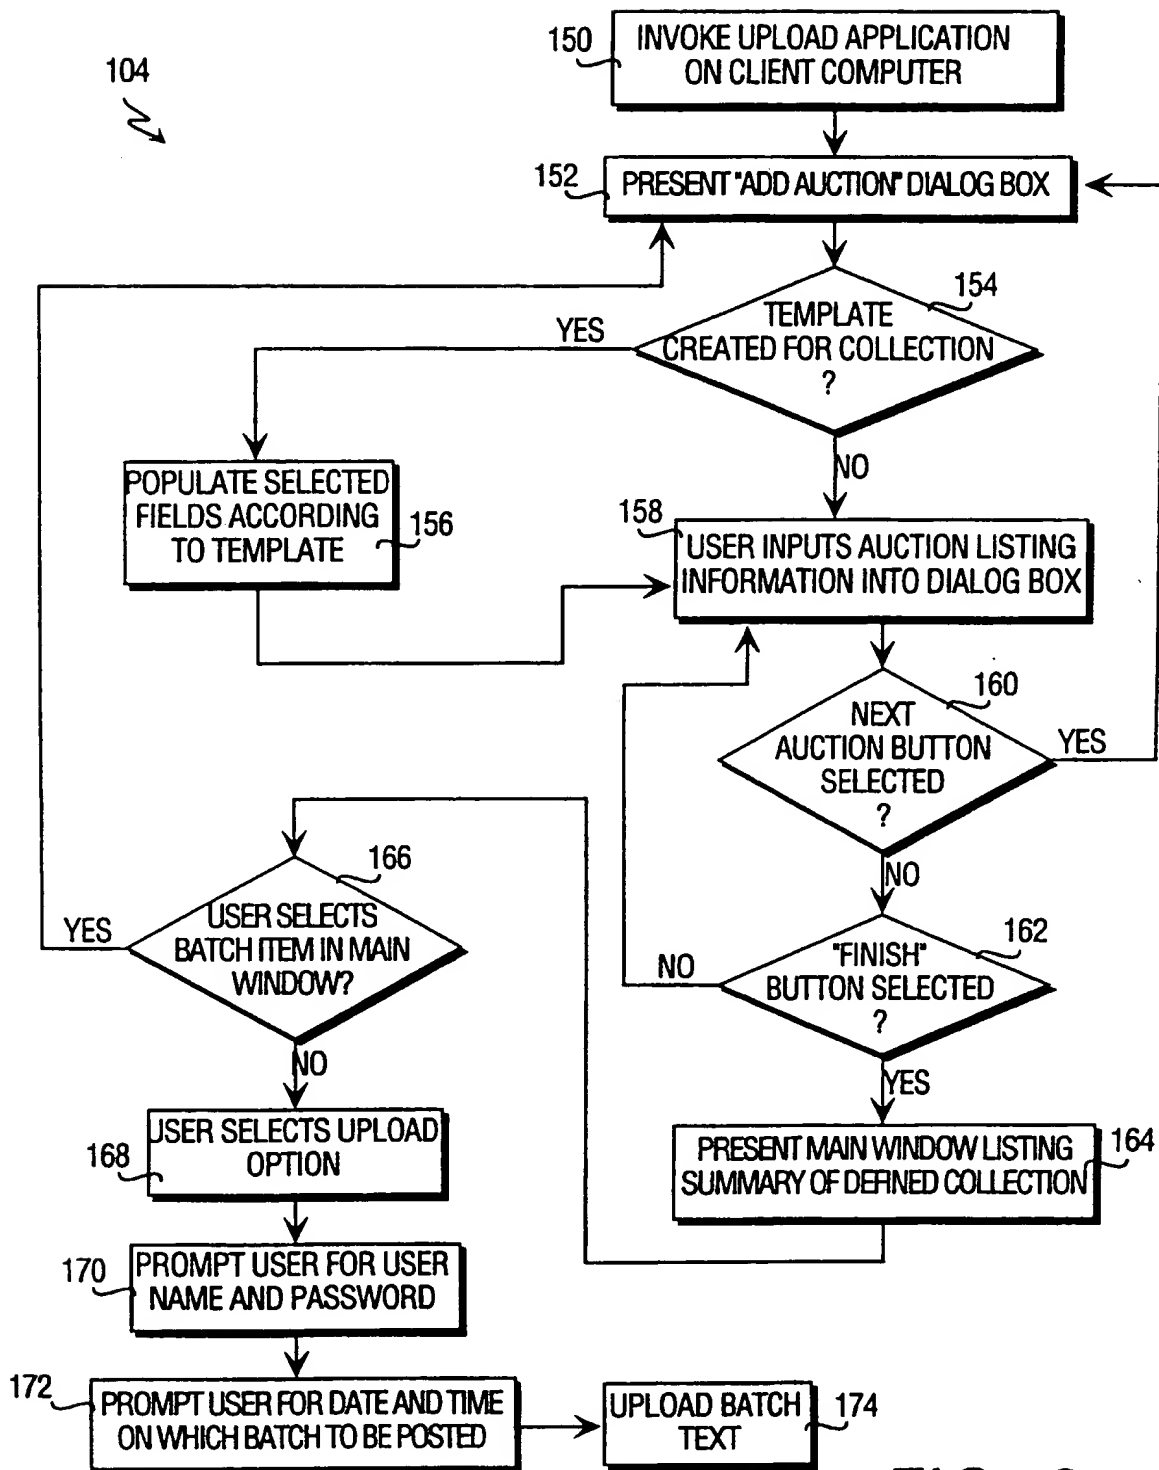 104
150
INVOKE UPLOAD APPLICATION
ON CLIENT COMPUTER
152
PRESENT "ADD AUCTION" DIALOG BOX
154
TEMPLATE
CREATED FOR COLLECTION
?
YES
NO
POPULATE SELECTED
FIELDS ACCORDING
TO TEMPLATE
156
158
USER INPUTS AUCTION LISTING
INFORMATION INTO DIALOG BOX
160
NEXT
AUCTION BUTTON
SELECTED
?
YES
NO
162
"FINISH"
BUTTON SELECTED
?
NO
YES
PRESENT MAIN WINDOW LISTING
SUMMARY OF DEFINED COLLECTION
164
166
USER SELECTS
BATCH ITEM IN MAIN
WINDOW?
YES
NO
168
USER SELECTS UPLOAD
OPTION
170
PROMPT USER FOR USER
NAME AND PASSWORD
172
PROMPT USER FOR DATE AND TIME
ON WHICH BATCH TO BE POSTED
UPLOAD BATCH
TEXT
174